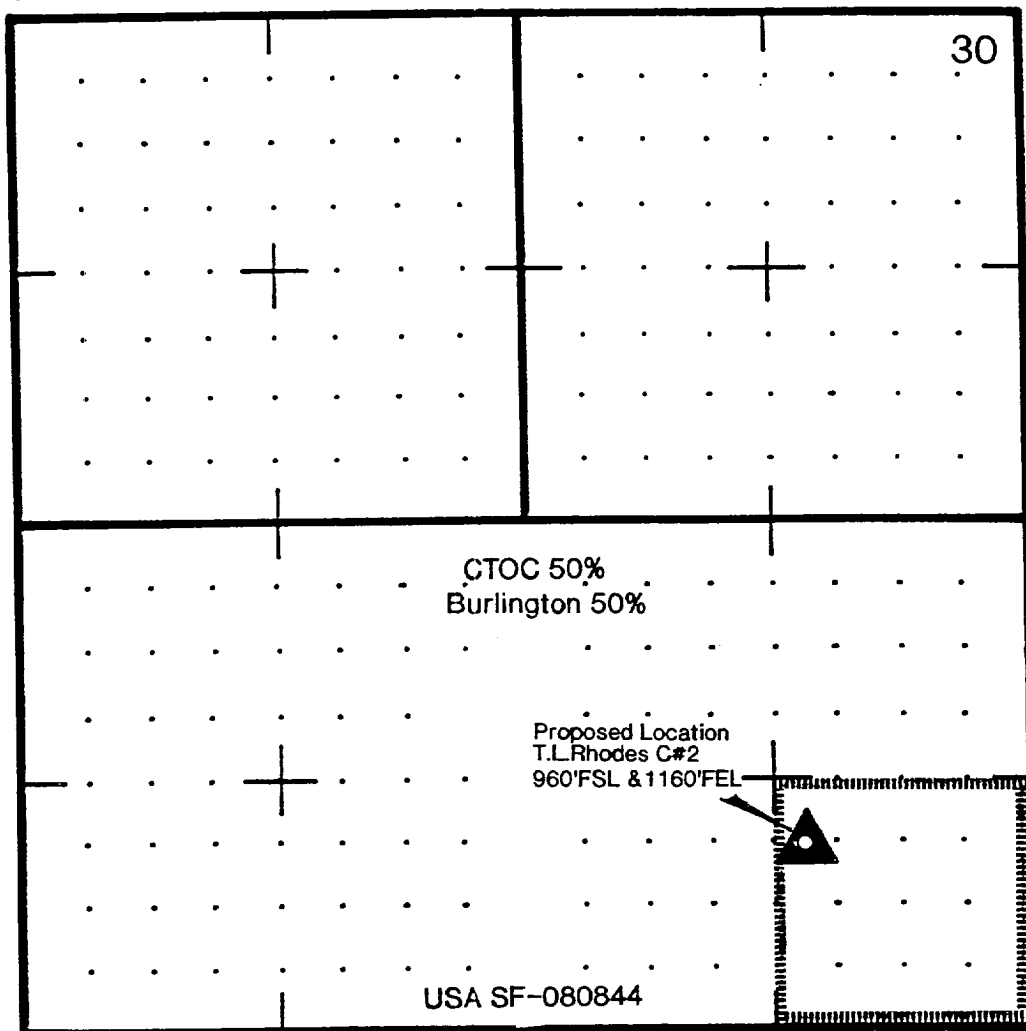 30
CTOC 50%
Burlington 50%
Proposed Location
T.L.Rhodes C#2
960'FSL & 1160'FEL
USA SF-080844